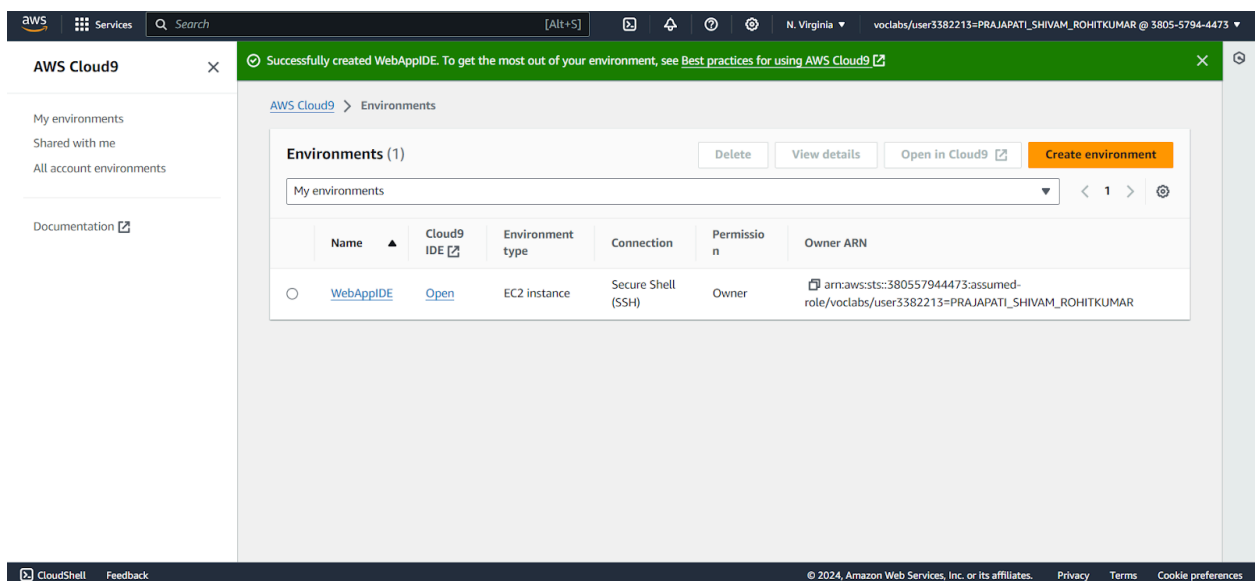 aws
Services
Search
[Alt+S]
N. Virginia
voclabs/user3382213=PRAJAPATI_SHIVAM_ROHITKUMAR @ 3805-5794-4473
AWS Cloud9
My environments
Shared with me
All account environments
Documentation
Successfully created WebAppIDE. To get the most out of your environment, see Best practices for using AWS Cloud9
AWS Cloud9 > Environments
Environments (1)
Delete
View details
Open in Cloud9
Create environment
My environments
1
Name
Cloud9
IDE
Environment
type
Connection
Permissio
n
Owner ARN
WebAppIDE
Open
EC2 instance
Secure Shell
(SSH)
Owner
arn:aws:sts::380557944473:assumed-
role/voclabs/user3382213=PRAJAPATI_SHIVAM_ROHITKUMAR
CloudShell
Feedback
© 2024, Amazon Web Services, Inc. or its affiliates.
Privacy
Terms
Cookie preferences